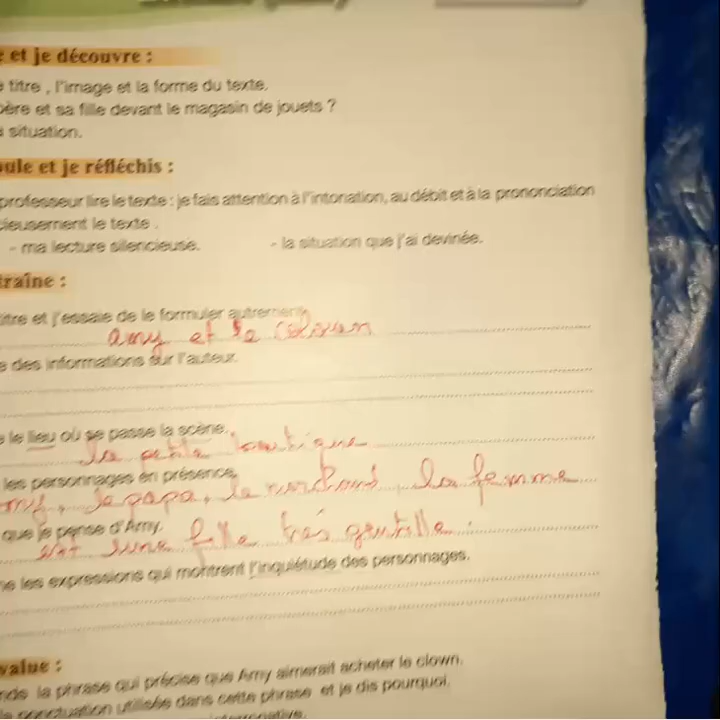 et je découvre :
titre , l'image et la forme du texte.
père et sa fille devant le magasin de jouets ?
situation.
oule et je réfléchis :
professeur lire le texte : je fais attention à l'intonation, au débit et à la prononciation
cieusement le texte .
- ma lecture silencieuse. - la situation que j'ai devinée.
traîne :
titre et j'essaie de le formuler autrement
amy et le
des informations sur l'auteur.
le lieu où se passe la scène.
la petite boutique
les personnages en présence.
le papa, le la femme
que je pense d'Amy.
est une fille très gentille.
les expressions qui montrent l'inquiétude des personnages.
value :
la phrase qui précise que Amy aimerait acheter le clown.
ponctuation utilisée dans cette phrase et je dis pourquoi.